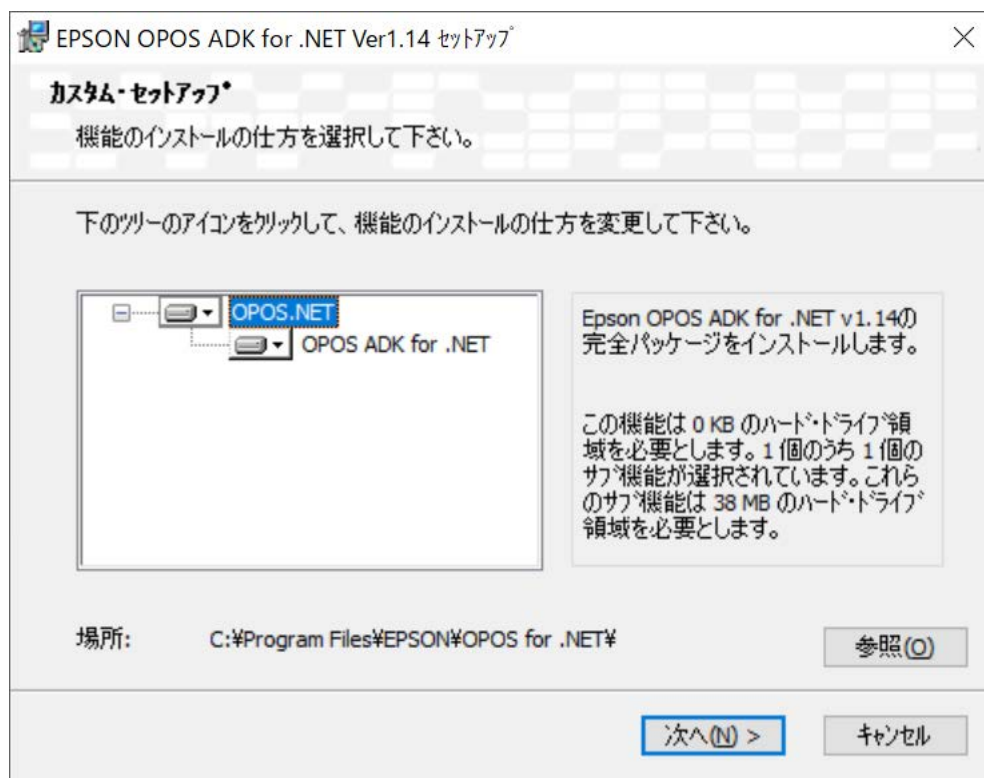 EPSON OPOS ADK for .NET Ver1.14 ｾｯﾄｱｯﾌﾟ
ｶｽﾀﾑ･ｾｯﾄｱｯﾌﾟ
機能のｲﾝｽﾄｰﾙの仕方を選択して下さい。
下のﾂﾘｰのｱｲｺﾝをｸﾘｯｸして、機能のｲﾝｽﾄｰﾙの仕方を変更して下さい。
OPOS.NET
OPOS ADK for .NET
Epson OPOS ADK for .NET v1.14の
完全パッケージをインストールします。
この機能は 0 KB のﾊｰﾄﾞ･ﾄﾞﾗｲﾌﾞ領
域を必要とします。1 個のうち 1 個の
ｻﾌﾞ機能が選択されています。これら
のｻﾌﾞ機能は 38 MB のﾊｰﾄﾞ･ﾄﾞﾗｲﾌﾞ
領域を必要とします。
場所: C:¥Program Files¥EPSON¥OPOS for .NET¥
参照(O)
次へ(N) >
ｷｬﾝｾﾙ